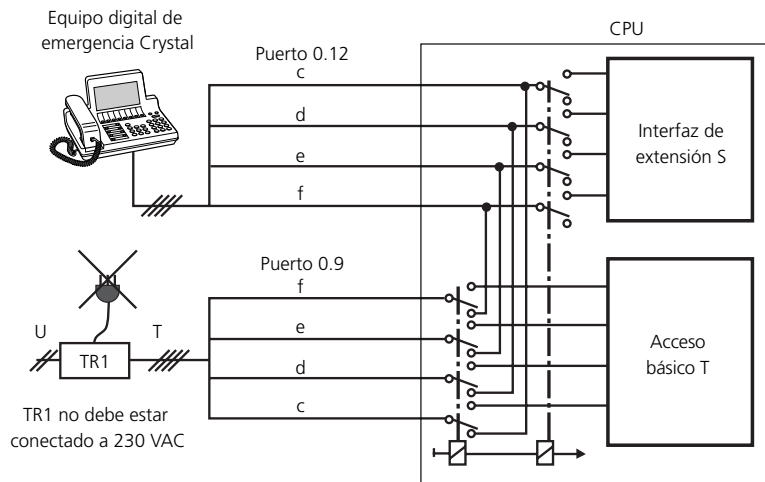 Equipo digital de
emergencia Crystal
Puerto 0.12
CPU
c
d
e
f
Interfaz de
extensión S
Puerto 0.9
f
e
d
c
U
T
TR1
Acceso
básico T
TR1 no debe estar
conectado a 230 VAC